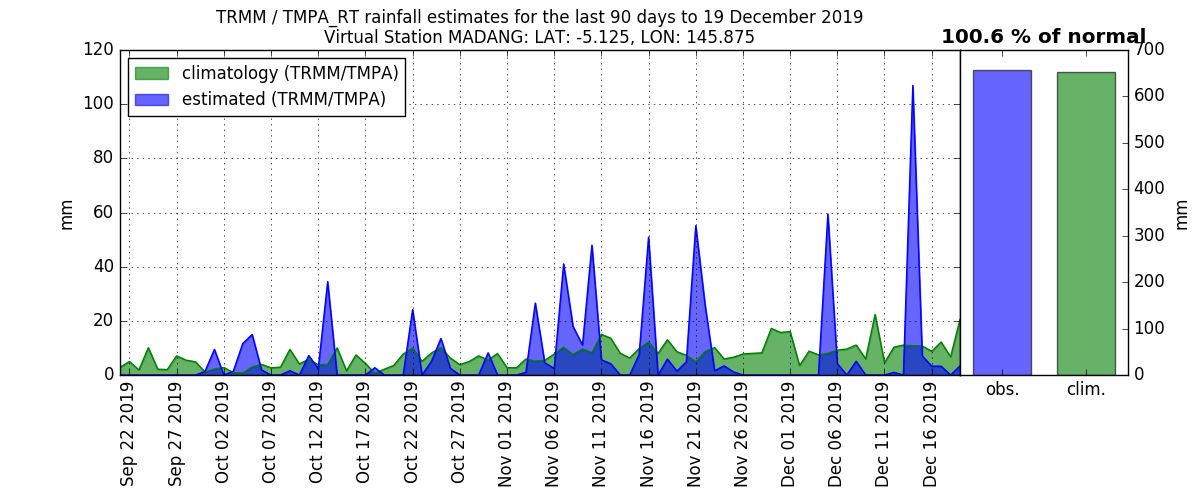 TRMM / TMPA_RT rainfall estimates for the last 90 days to 19 December 2019
Virtual Station MADANG: LAT: -5.125, LON: 145.875
100.6 % of normal
climatology (TRMM/TMPA)
estimated (TRMM/TMPA)
mm
120
100
80
60
40
20
0
Sep 22 2019
Sep 27 2019
Oct 02 2019
Oct 07 2019
Oct 12 2019
Oct 17 2019
Oct 22 2019
Oct 27 2019
Nov 01 2019
Nov 06 2019
Nov 11 2019
Nov 16 2019
Nov 21 2019
Nov 26 2019
Dec 01 2019
Dec 06 2019
Dec 11 2019
Dec 16 2019
obs.
clim.
700
600
500
400
300
200
100
0
mm